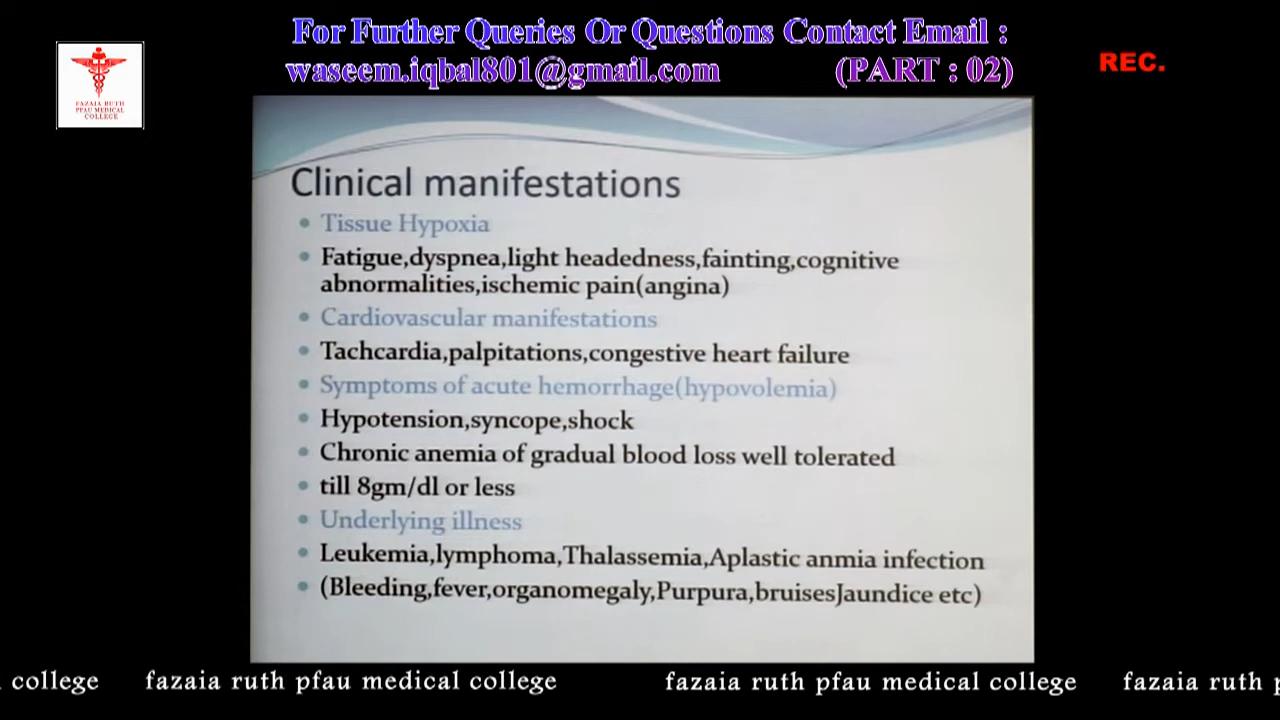 For Further Queries Or Questions Contact Email :
waseem.iqbal801@gmail.com (PART : 02)
REC.
FAZAIA RUTH
PFAU MEDICAL
COLLEGE
Clinical manifestations
Tissue Hypoxia
Fatigue,dyspnea,light headedness,fainting,cognitive
abnormalities,ischemic pain(angina)
Cardiovascular manifestations
Tachcardia,palpitations,congestive heart failure
Symptoms of acute hemorrhage(hypovolemia)
Hypotension,syncope,shock
Chronic anemia of gradual blood loss well tolerated
till 8gm/dl or less
Underlying illness
Leukemia,lymphoma,Thalassemia,Aplastic anmia infection
(Bleeding,fever,organomegaly,Purpura,bruisesJaundice etc)
college fazaia ruth pfau medical college fazaia ruth pfau medical college fazaia ruth